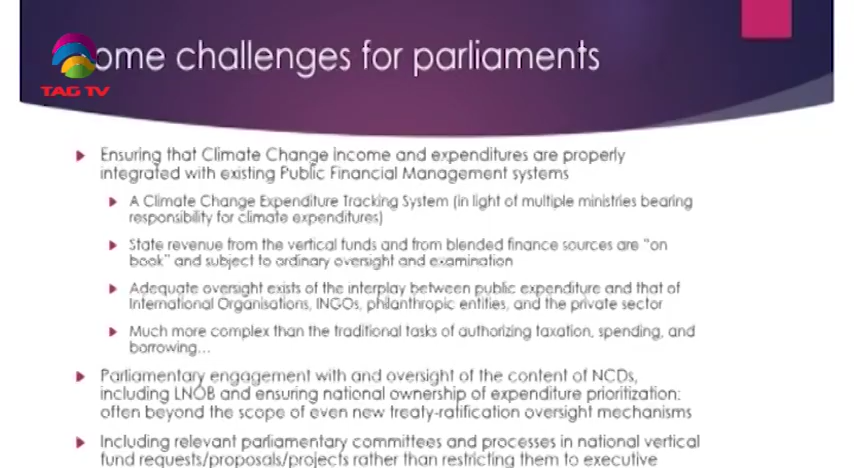 ome challenges for parliaments
TAG TV
Ensuring that Climate Change income and expenditures are properly
integrated with existing Public Financial Management systems
A Climate Change Expenditure Tracking System (in light of multiple ministries bearing
responsibility for climate expenditures)
State revenue from the vertical funds and from blended finance sources are "on
book" and subject to ordinary oversight and examination
Adequate oversight exists of the interplay between public expenditure and that of
International Organisations, INGOs, philanthropic entities, and the private sector
Much more complex than the traditional tasks of authorizing taxation, spending, and
borrowing...
Parliamentary engagement with and oversight of the content of NCDs,
including LNOB and ensuring national ownership of expenditure prioritization:
often beyond the scope of even new treaty-ratification oversight mechanisms
Including relevant parliamentary committees and processes in national vertical
fund requests/proposals/projects rather than restricting them to executive